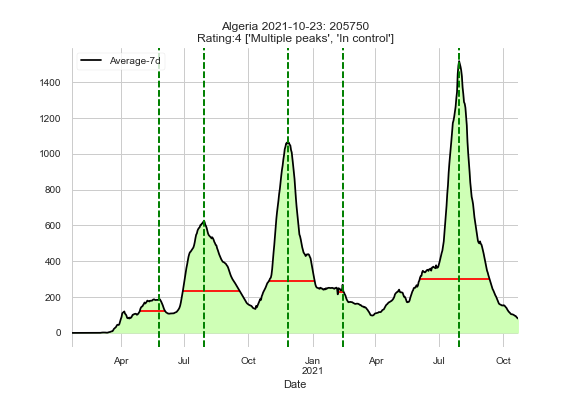 Algeria 2021-10-23: 205750
Rating:4 ['Multiple peaks', 'In control']
Average-7d
1400
1200
1000
800
600
400
200
0
Apr Jul Oct Jan Apr Jul Oct
2021
Date